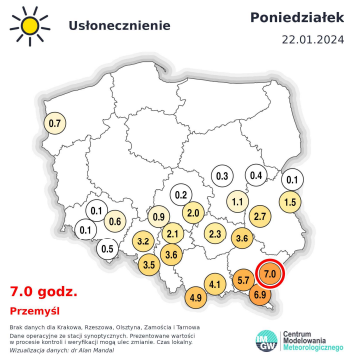 Usłonecznienie
Poniedziałek
22.01.2024
0.7
0.3
0.4
0.1
0.2
1.1
1.5
0.1
0.6
0.9
2.0
2.7
0.1
2.1
2.3
3.6
0.5
3.2
3.6
3.5
7.0
5.7
4.1
6.9
4.9
7.0 godz.
Przemyśl
Brak danych dla Krakowa, Rzeszowa, Olsztyna, Zamościa i Tarnowa
Dane operacyjne ze stacji synoptycznych. Prezentowane wartości
w procesie kontroli i weryfikacji mogą ulec zmianie. Czas lokalny.
Wizualizacja danych: dr Alan Mandal
IMGW
Centrum
Modelowania
Meteorologicznego